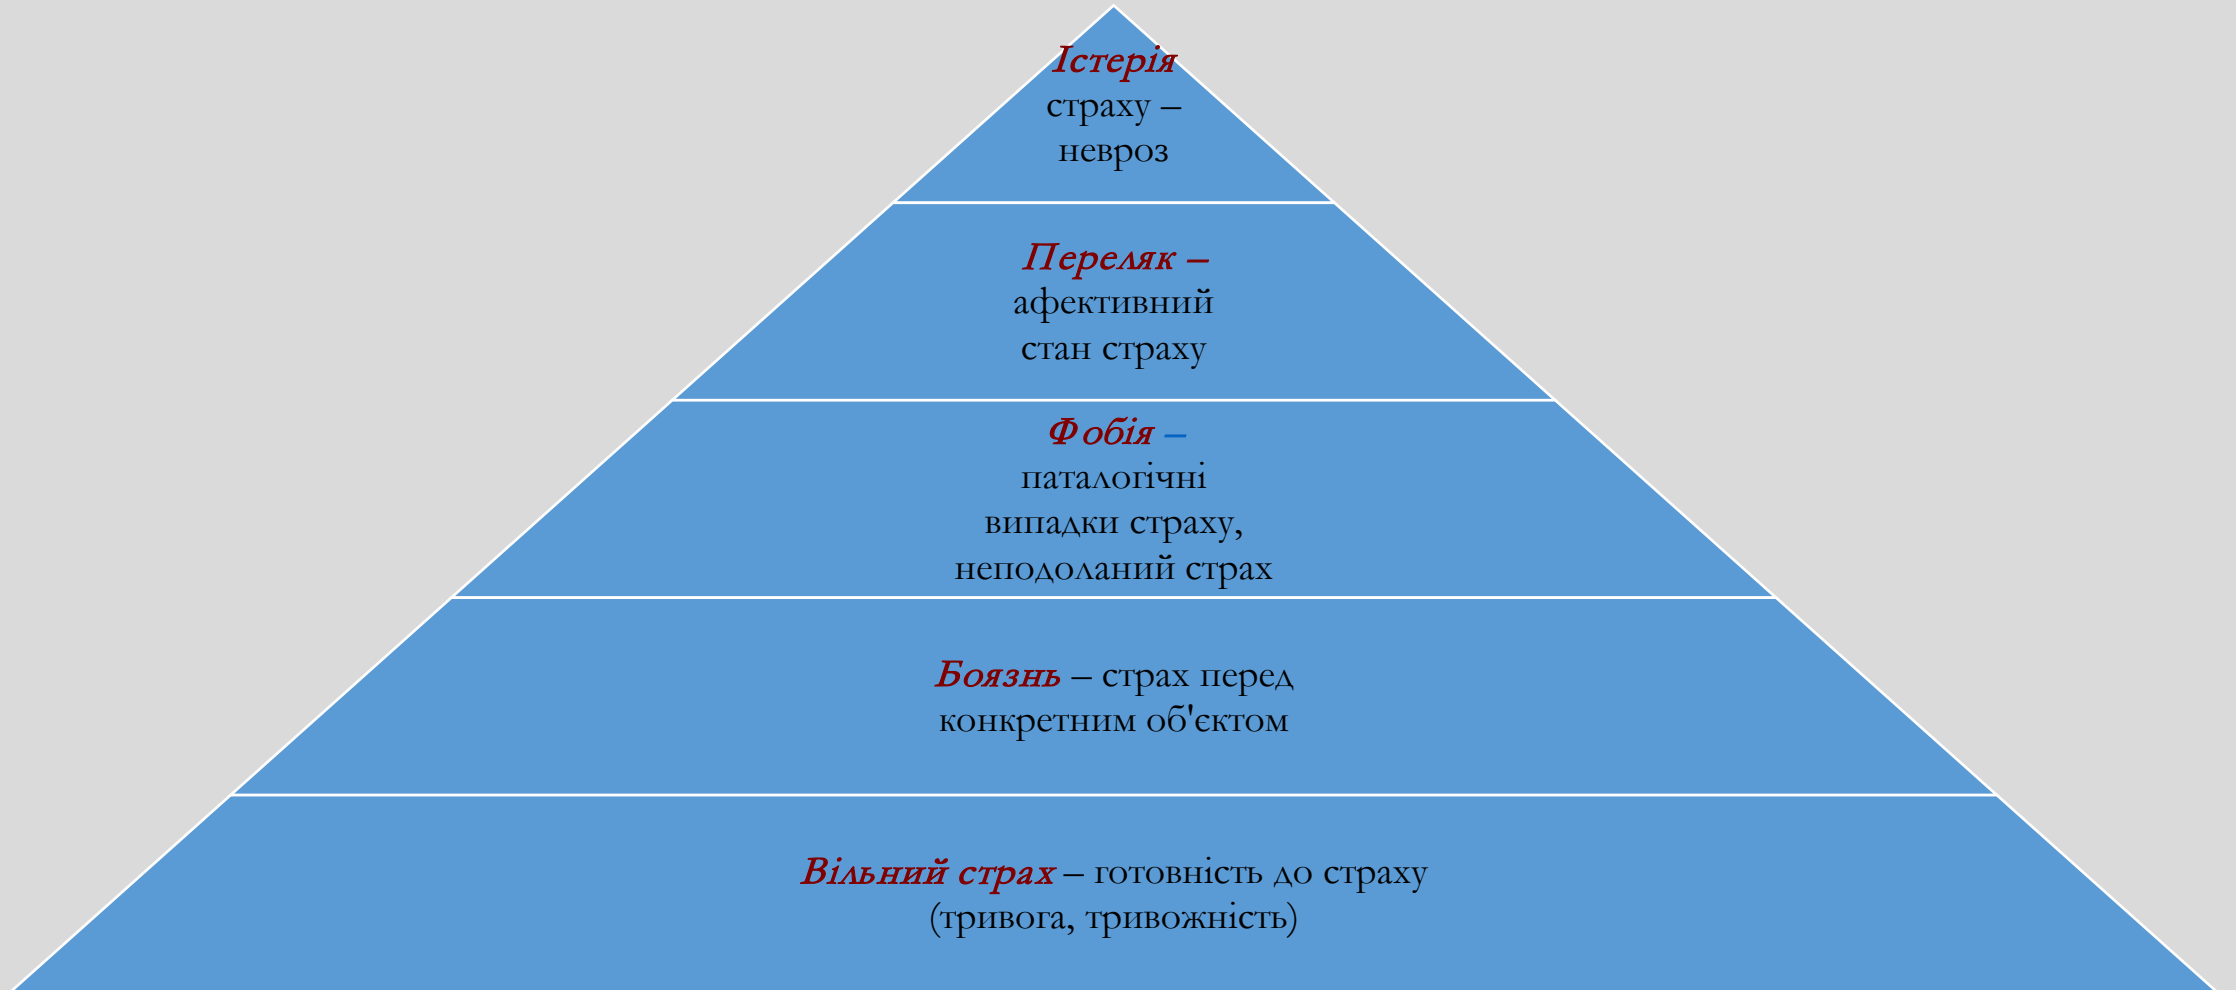 Істерія
страху –
невроз
Переляк –
афективний
стан страху
Фобія –
паталогічні
випадки страху,
неподоланий страх
Боязнь – страх перед
конкретним об'єктом
Вільний страх – готовність до страху
(тривога, тривожність)